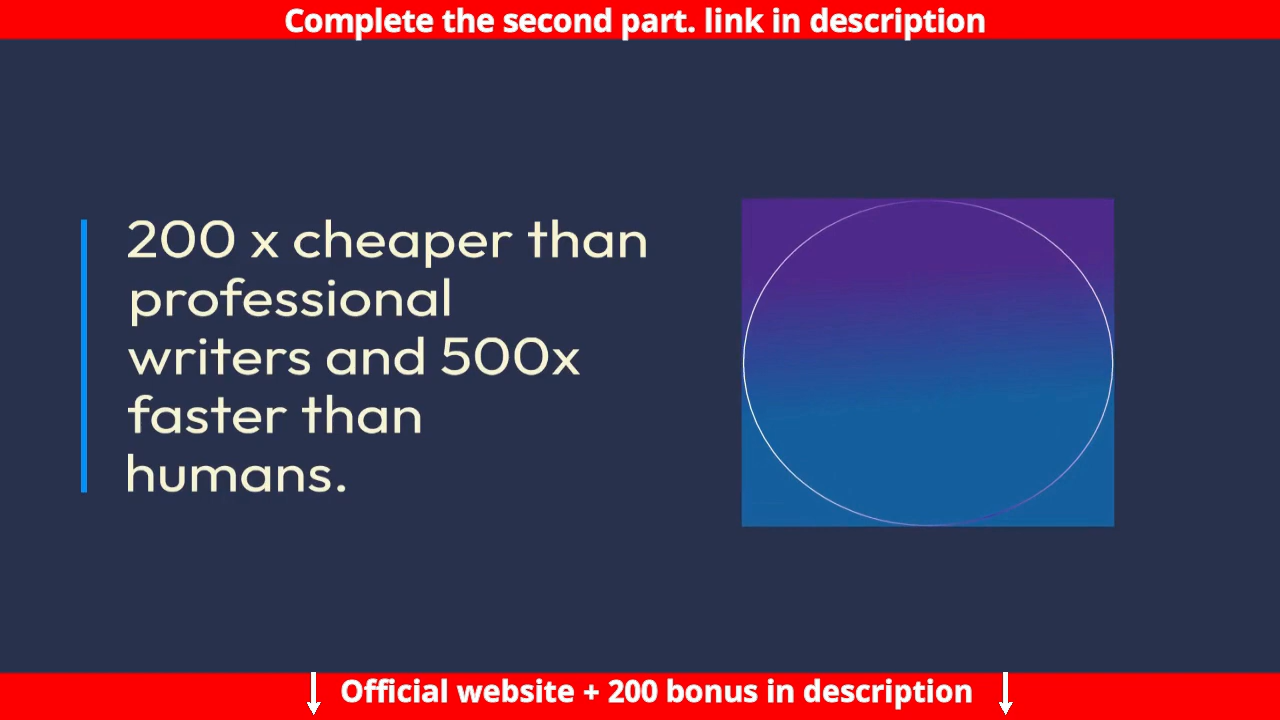 Complete the second part. link in description
200 x cheaper than
professional
writers and 500x
faster than
humans.
Official website + 200 bonus in description